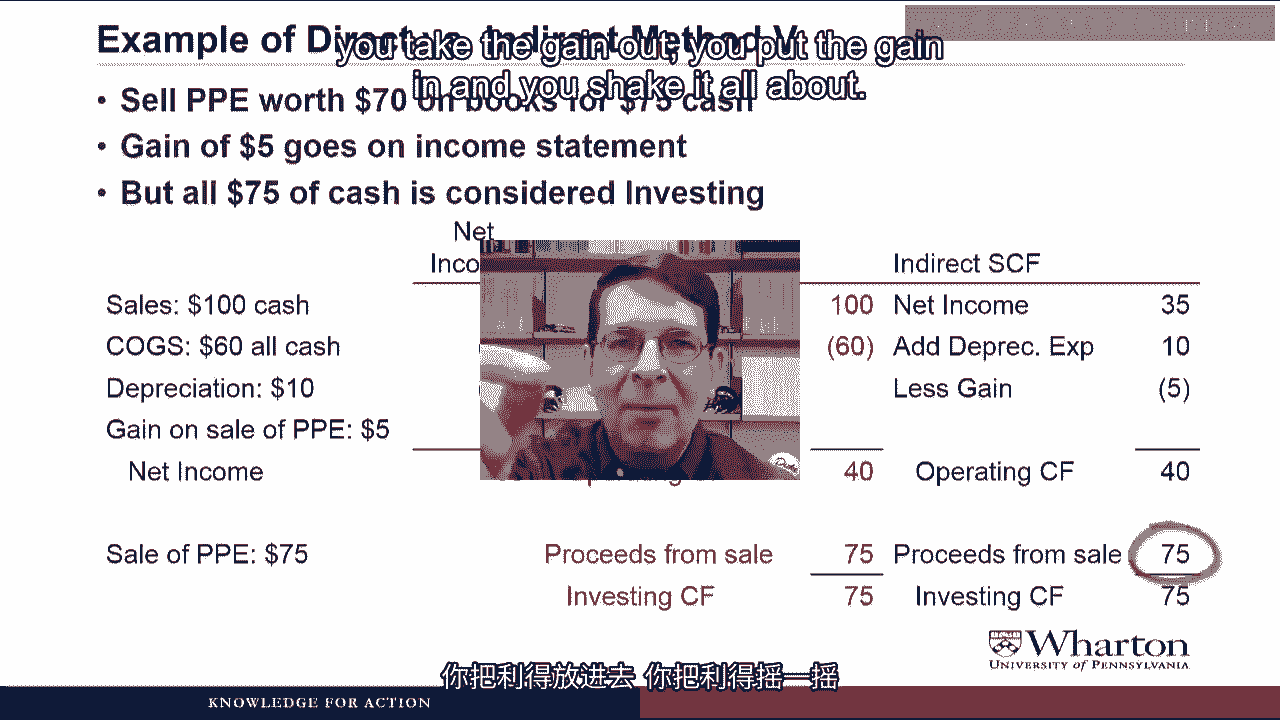 Example of Direct vs. Indirect Method V
you take the gain out, you put the gain
in and you shake it all about.
• Sell PPE worth $70 on books for $75 cash
• Gain of $5 goes on income statement
• But all $75 of cash is considered Investing
Net
Inco
Indirect SCF
Sales: $100 cash 100 Net Income 35
COGS: $60 all cash (60) Add Deprec. Exp 10
Depreciation: $10 Less Gain (5)
Gain on sale of PPE: $5
Net Income 40 Operating CF 40
Sale of PPE: $75 Proceeds from sale 75 Proceeds from sale 75
Investing CF 75 Investing CF 75
Wharton
UNIVERSITY of PENNSYLVANIA
你把利得放进去 你把利得摇一摇
KNOWLEDGE FOR ACTION